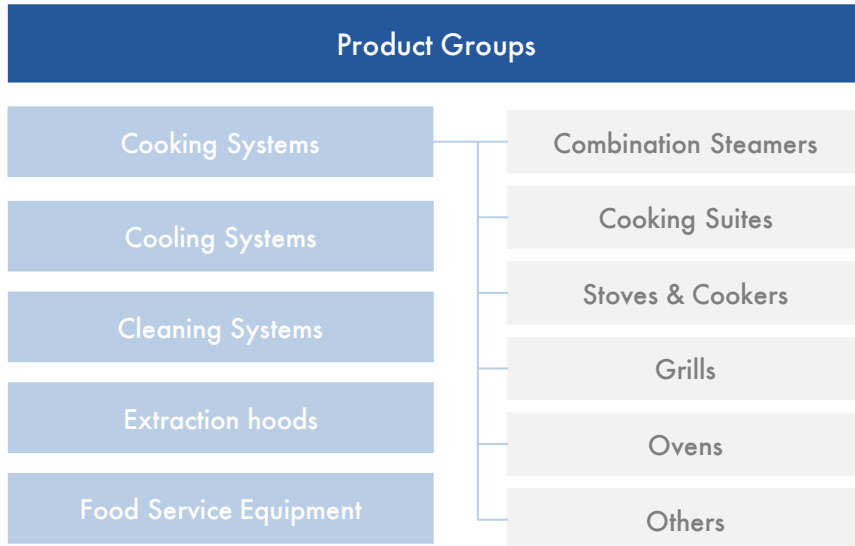 Product Groups
Cooking Systems
Cooling Systems
Cleaning Systems
Extraction hoods
Food Service Equipment
Combination Steamers
Cooking Suites
Stoves & Cookers
Grills
Ovens
Others